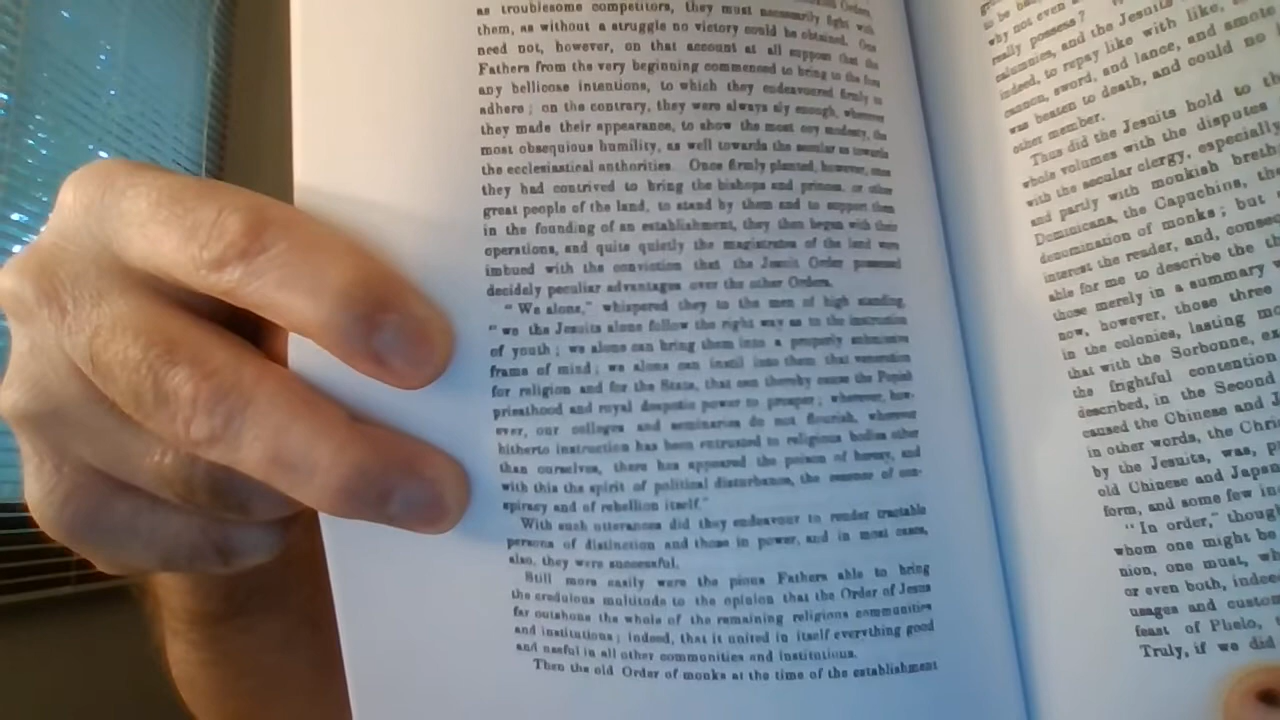 as troublesome competitors, they must necessarily fight with
them, as without a struggle no victory could be obtained. One
need not, however, on that account at all suppose that the
Fathers from the very beginning commenced to bring to the fore
any bellicose intentions, to which they endeavoured firmly to
adhere; on the contrary, they were always sly enough, wherever
they made their appearance, to show the most coy modesty, the
most obsequious humility, as well towards the secular as towards
the ecclesiastical authorities. Once firmly planted, however, once
they had contrived to bring the bishops and princes, or other
great people of the land, to stand by them and to support them
in the founding of an establishment, they then began with their
operations, and quite quietly the magistrates of the land were
imbued with the conviction that the Jesuit Order possessed
decidely peculiar advantages over the other Orders.
"We alone," whispered they to the men of high standing,
"we the Jesuits alone follow the right way as to the instruction
of youth; we alone can bring them into a properly submissive
frame of mind; we alone can instil into them that veneration
for religion and for the State, that can thereby cause the Popish
priesthood and royal despotic power to prosper; wherever, how-
ever, our colleges and seminaries do not flourish, wherever
hitherto instruction has been entrusted to religious bodies other
than ourselves, there has appeared the poison of heresy, and
with this the spirit of political disturbance, the essence of con-
spiracy and of rebellion itself."
With such utterances did they endeavour to render tractable
persons of distinction and those in power, and in most cases,
also, they were successful.
Still more easily were the pious Fathers able to bring
the credulous multitude to the opinion that the Order of Jesus
far outshone the whole of the remaining religious communities
and institutions; indeed, that it united in itself everything good
and useful in all other communities and institutions.
Then the old Order of monks at the time of the establishment
to be
why not even
really possess?
calumnies, and the Jesuits
indeed, to repay like with like,
cannon, sword, and lance, and smote
was beaten to death, and could no
other member.
Thus did the Jesuits hold to
whole volumes with the disputes
with the secular clergy, especially
and partly with monkish
Dominicans, the Capuchins,
denomination of monks; but
interest the reader, and,
able for me to describe the
those merely in a summary
now, however, those three
in the colonies, lasting
that with the Sorbonne,
the frightful contention
described, in the Second
caused the Chinese and
in other words, the
by the Jesuits, was,
old Chinese and
form, and some few
"In order,"
whom one might be
nion, one must,
or even both,
usages and
feast of
Truly, if we did